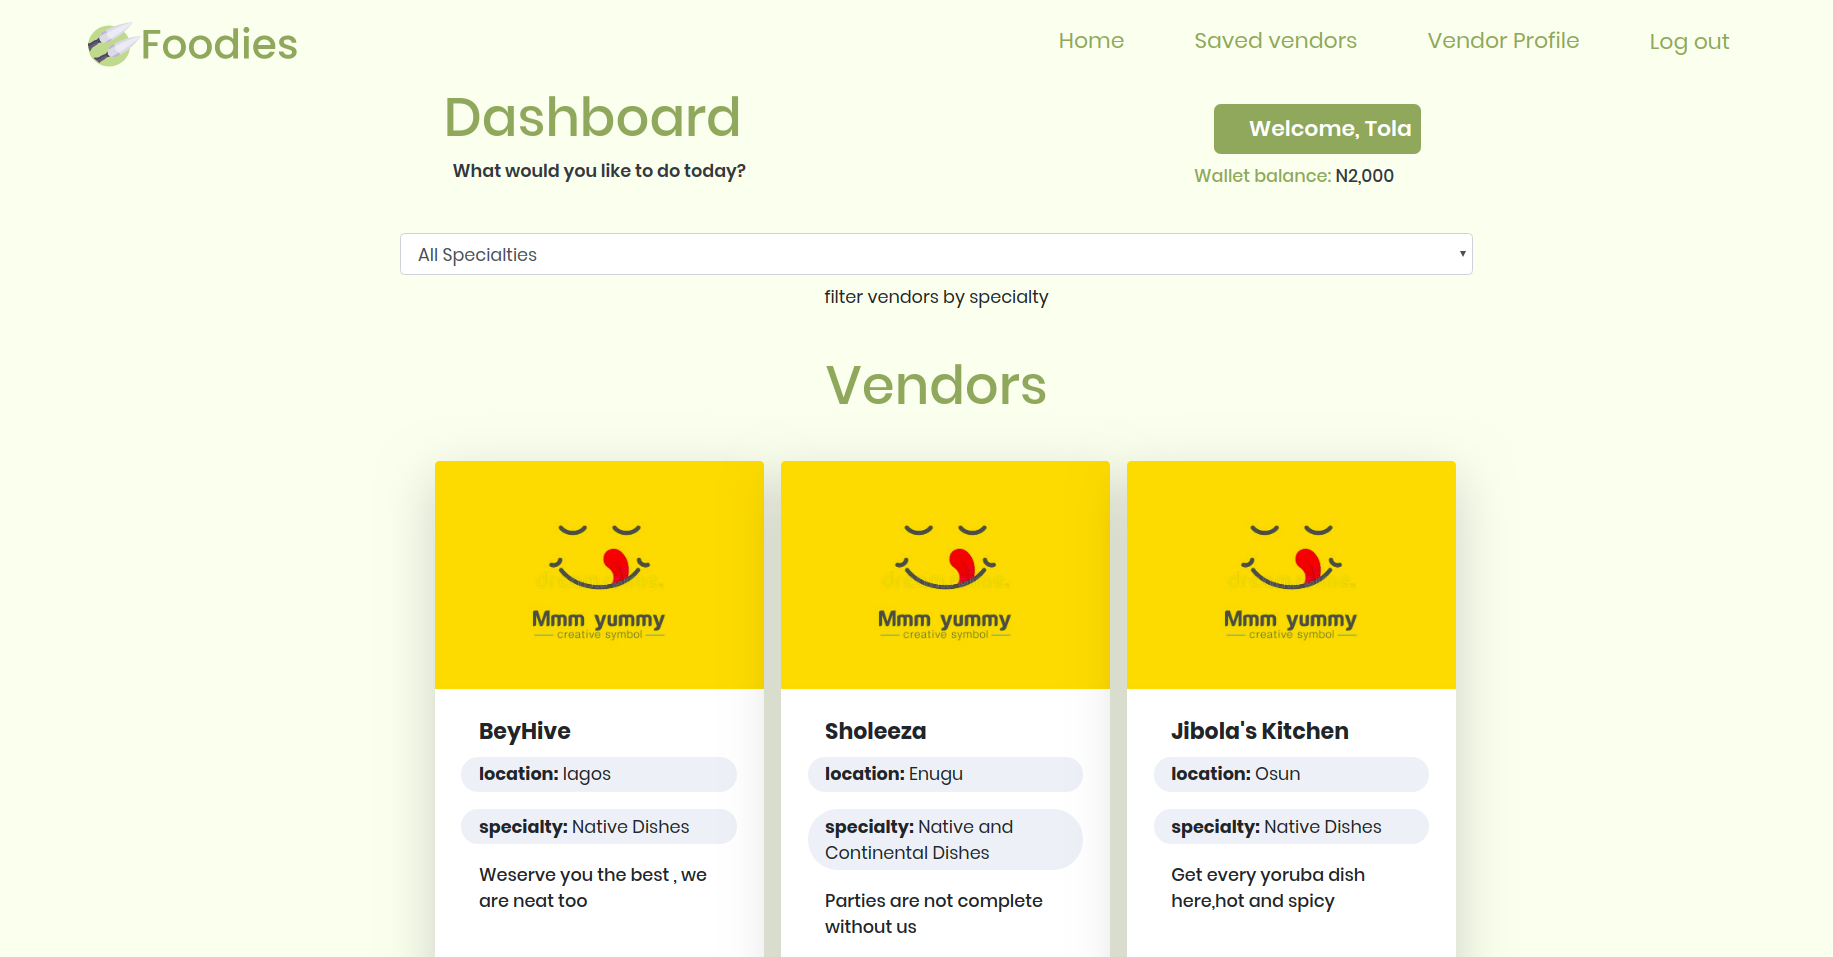 Foodies
Home
Saved vendors
Vendor Profile
Log out
Dashboard
Welcome, Tola
What would you like to do today?
Wallet balance: N2,000
All Specialties
filter vendors by specialty
Vendors
Mmm yummy
creative symbol
Mmm yummy
creative symbol
Mmm yummy
creative symbol
BeyHive
location: lagos
specialty: Native Dishes
Weserve you the best , we
are neat too
Sholeeza
location: Enugu
specialty: Native and
Continental Dishes
Parties are not complete
without us
Jibola's Kitchen
location: Osun
specialty: Native Dishes
Get every yoruba dish
here,hot and spicy